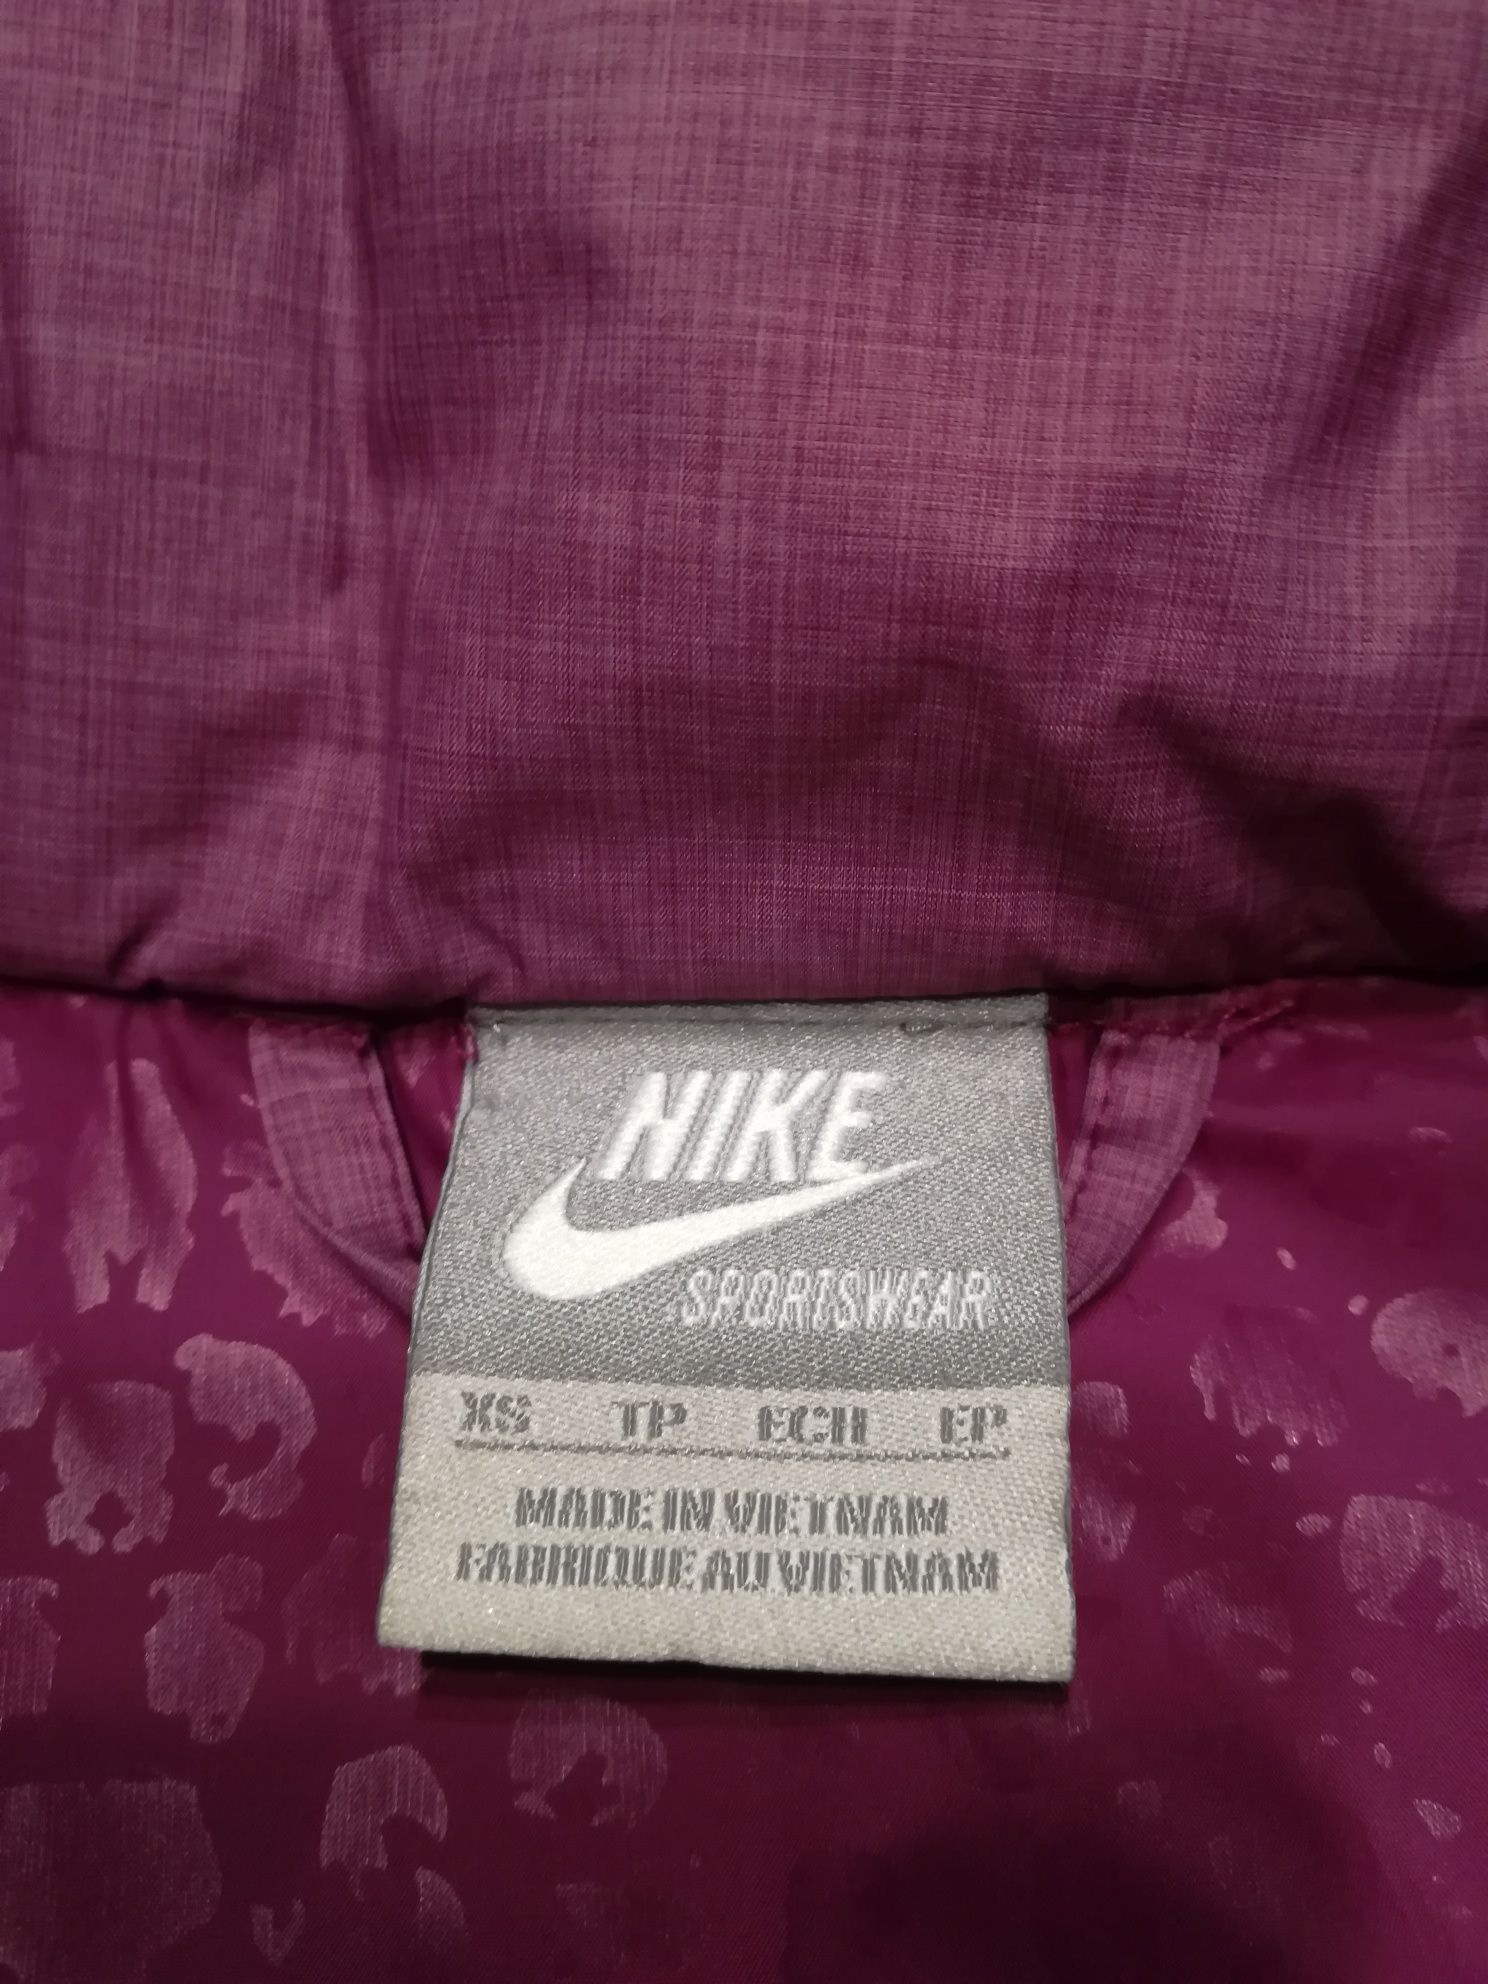 NIKE
SPORTSWEAR
XS TP ECH EP
MADE IN VIETNAM
FABRIQUE AU VIETNAM